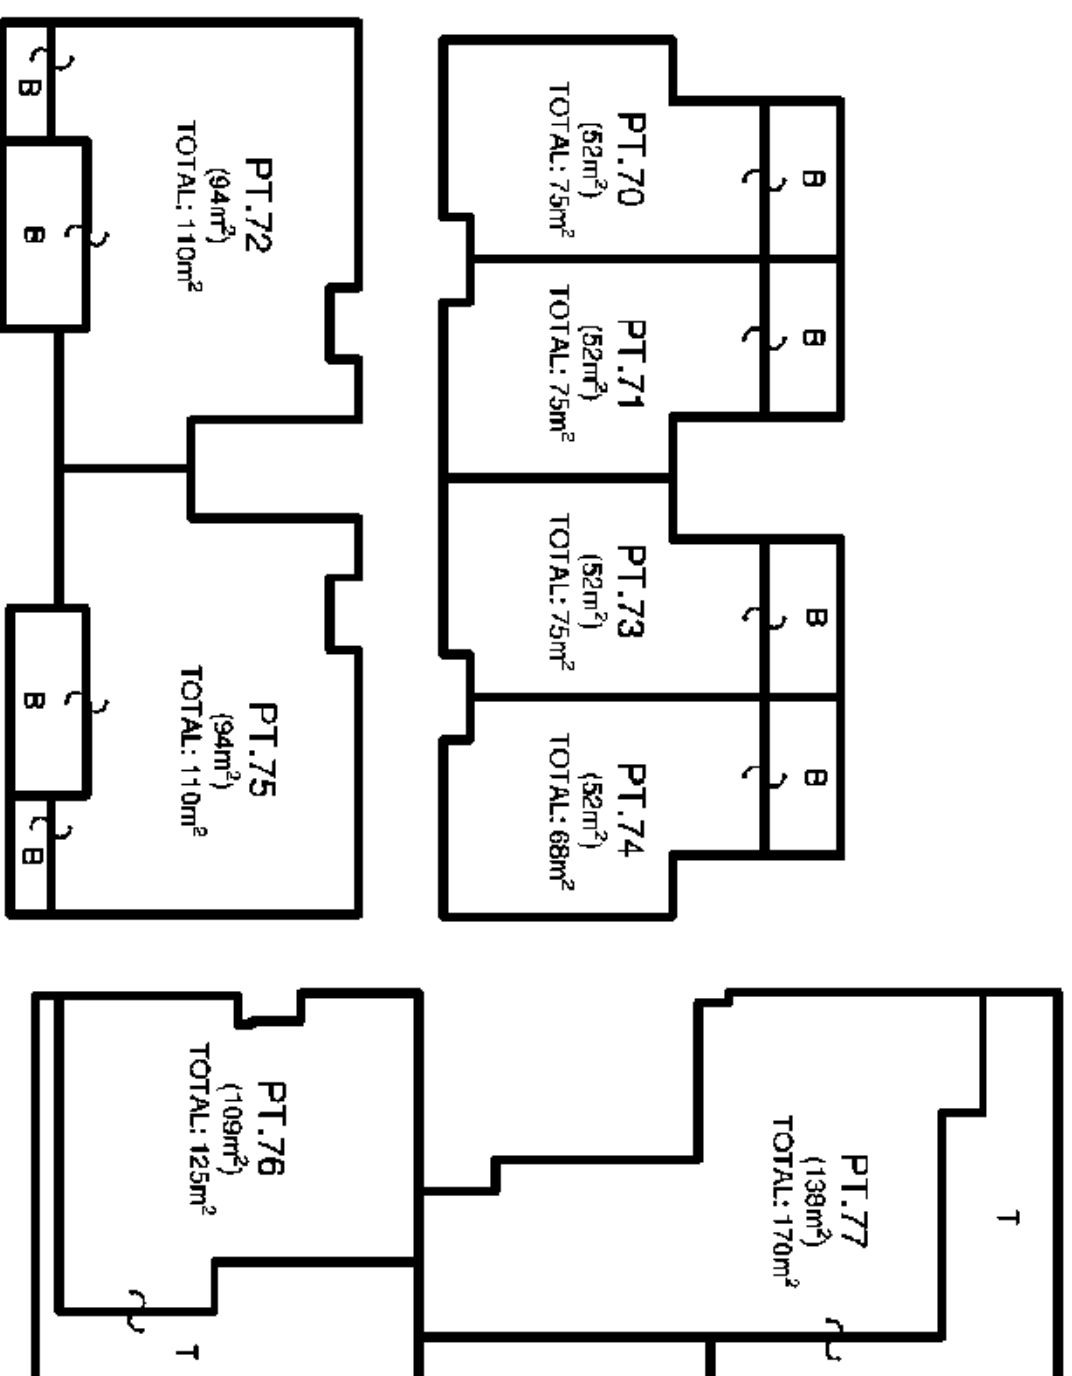 B
B
PT.72
(94m²)
TOTAL: 110m²
PT.70
(52m²)
TOTAL: 75m²
B
PT.71
(52m²)
TOTAL: 75m²
B
PT.73
(52m²)
TOTAL: 75m²
B
PT.74
(52m²)
TOTAL: 68m²
B
PT.75
(94m²)
TOTAL: 110m²
B
B
PT.76
(109m²)
TOTAL: 125m²
T
PT.77
(138m²)
TOTAL: 170m²
T